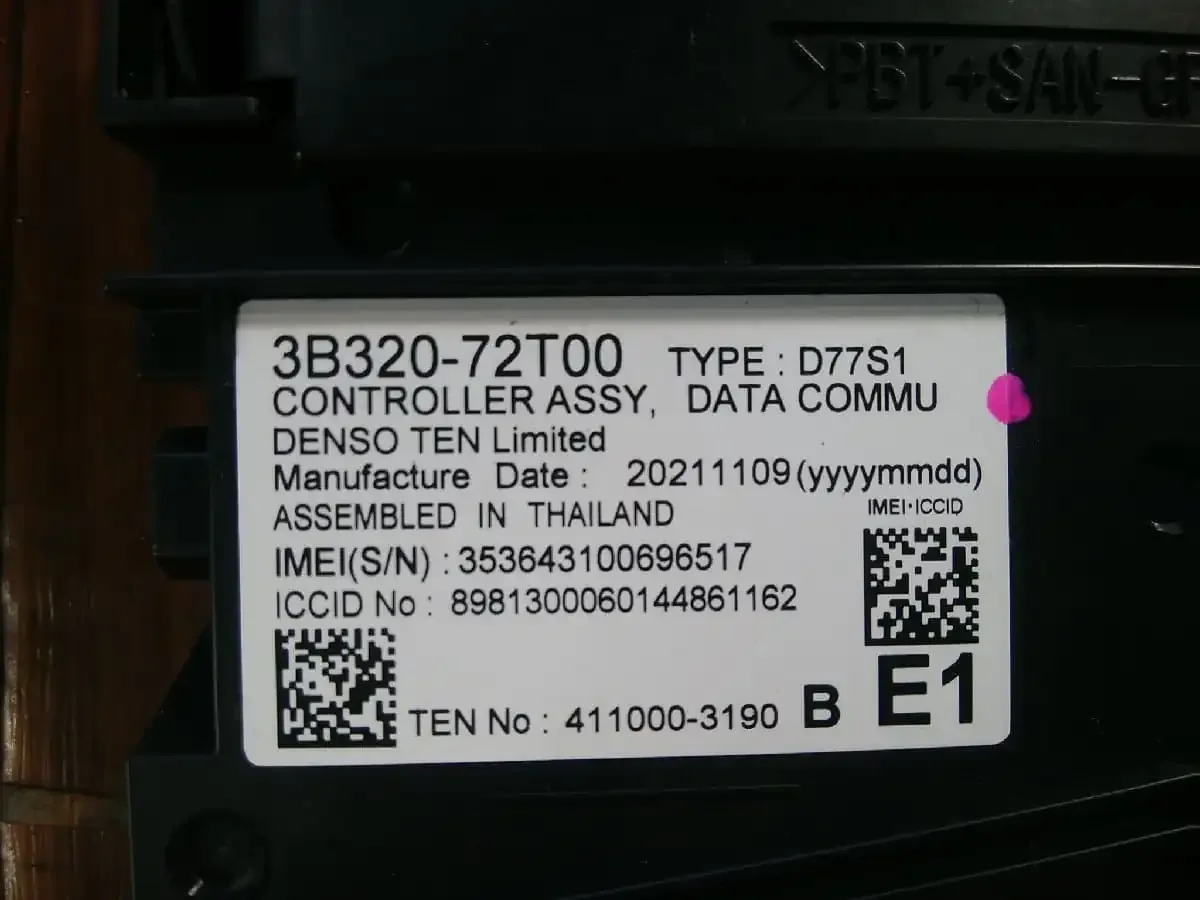 >PBT+SAN-GF
3B320-72T00 TYPE : D77S1
CONTROLLER ASSY, DATA COMMU
DENSO TEN Limited
Manufacture Date : 20211109(yyyymmdd)
ASSEMBLED IN THAILAND
IMEI·ICCID
IMEI(S/N) : 353643100696517
ICCID No : 8981300060144861162
TEN No : 411000-3190 B E1